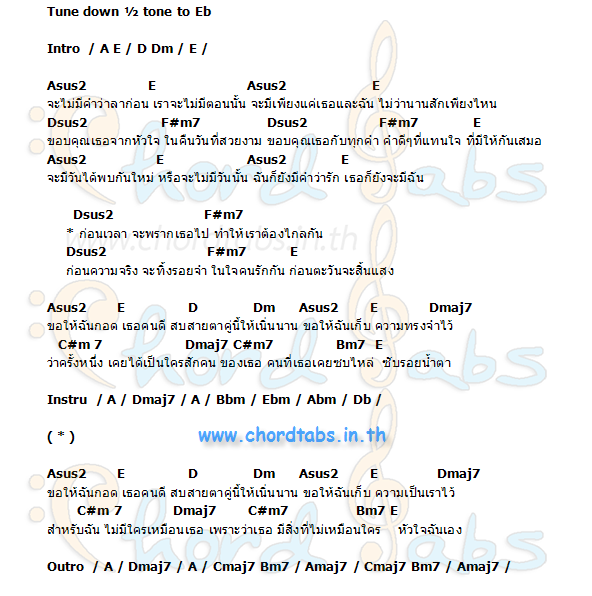 Tune down ½ tone to Eb
Intro / A E / D Dm / E /
Asus2 E Asus2 E
จะไม่มีคำว่าลาก่อน เราจะไม่มีตอนนั้น จะมีเพียงแค่เธอและฉัน ไม่ว่านานสักเพียงไหน
Dsus2 F#m7 Dsus2 F#m7 E
ขอบคุณเธอจากหัวใจ ในคืนวันที่สวยงาม ขอบคุณเธอกับทุกคำ คำดีๆที่แทนใจ ที่มีให้กันเสมอ
Asus2 E Asus2 E
จะมีวันได้พบกันใหม่ หรือจะไม่มีวันนั้น ฉันก็ยังมีคำว่ารัก เธอก็ยังจะมีฉัน
Dsus2 F#m7
* ก่อนเวลา จะพรากเธอไป ทำให้เราต้องไกลกัน
www.chordtabs.in.th
Dsus2 F#m7 E
ก่อนความจริง จะทิ้งรอยจำ ในใจคนรักกัน ก่อนตะวันจะสิ้นแสง
Asus2 E D Dm Asus2 E Dmaj7
ขอให้ฉันกอด เธอคนดี สบสายตาคู่นี้ให้เนิ่นนาน ขอให้ฉันเก็บ ความทรงจำไว้
C#m 7 Dmaj7 C#m7 Bm7 E
ว่าครั้งหนึ่ง เคยได้เป็นใครสักคน ของเธอ คนที่เธอเคยซบไหล่ ซับรอยน้ำตา
Instru / A / Dmaj7 / A / Bbm / Ebm / Abm / Db /
( * ) www.chordtabs.in.th
Asus2 E D Dm Asus2 E Dmaj7
ขอให้ฉันกอด เธอคนดี สบสายตาคู่นี้ให้เนิ่นนาน ขอให้ฉันเก็บ ความเป็นเราไว้
C#m 7 Dmaj7 C#m7 Bm7 E
สำหรับฉัน ไม่มีใครเหมือนเธอ เพราะว่าเธอ มีสิ่งที่ไม่เหมือนใคร หัวใจฉันเอง
Outro / A / Dmaj7 / A / Cmaj7 Bm7 / Amaj7 / Cmaj7 Bm7 / Amaj7 /